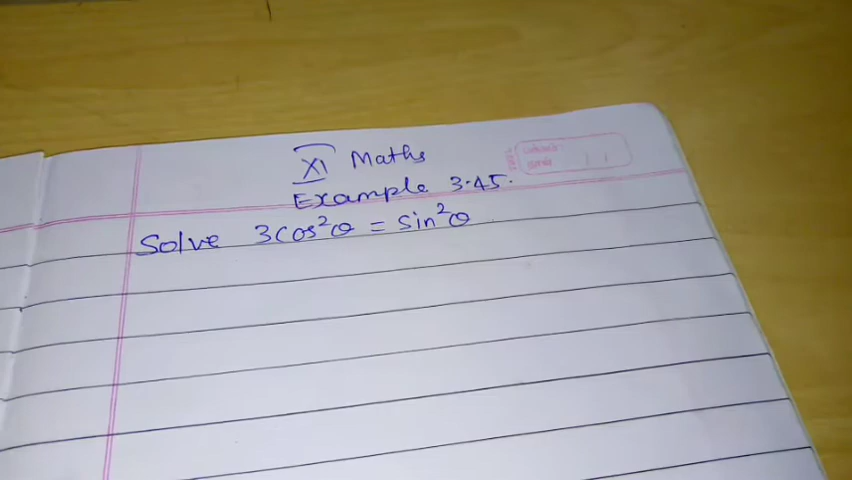 XI Maths
Example 3.45.
Solve 3cos²θ = sin²θ